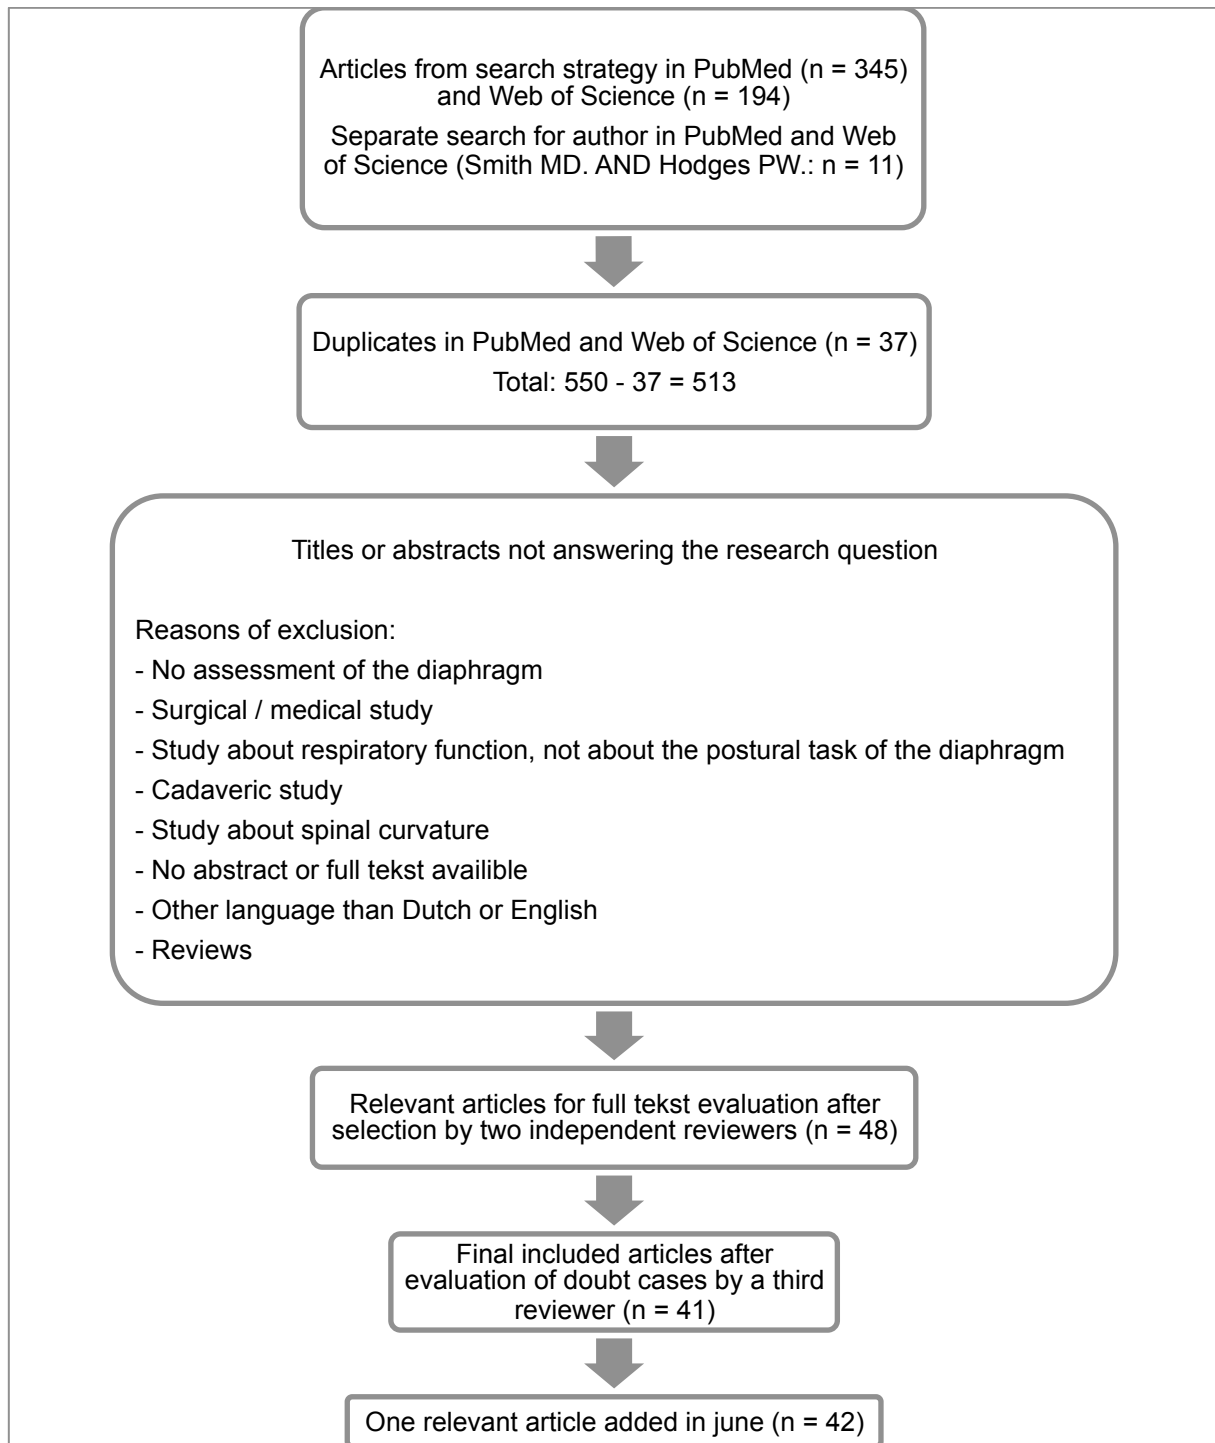 Articles from search strategy in PubMed (n = 345)
and Web of Science (n = 194)
Separate search for author in PubMed and Web
of Science (Smith MD. AND Hodges PW.: n = 11)
Duplicates in PubMed and Web of Science (n = 37)
Total: 550 - 37 = 513
Titles or abstracts not answering the research question
Reasons of exclusion:
- No assessment of the diaphragm
- Surgical / medical study
- Study about respiratory function, not about the postural task of the diaphragm
- Cadaveric study
- Study about spinal curvature
- No abstract or full tekst availible
- Other language than Dutch or English
- Reviews
Relevant articles for full tekst evaluation after
selection by two independent reviewers (n = 48)
Final included articles after
evaluation of doubt cases by a third
reviewer (n = 41)
One relevant article added in june (n = 42)